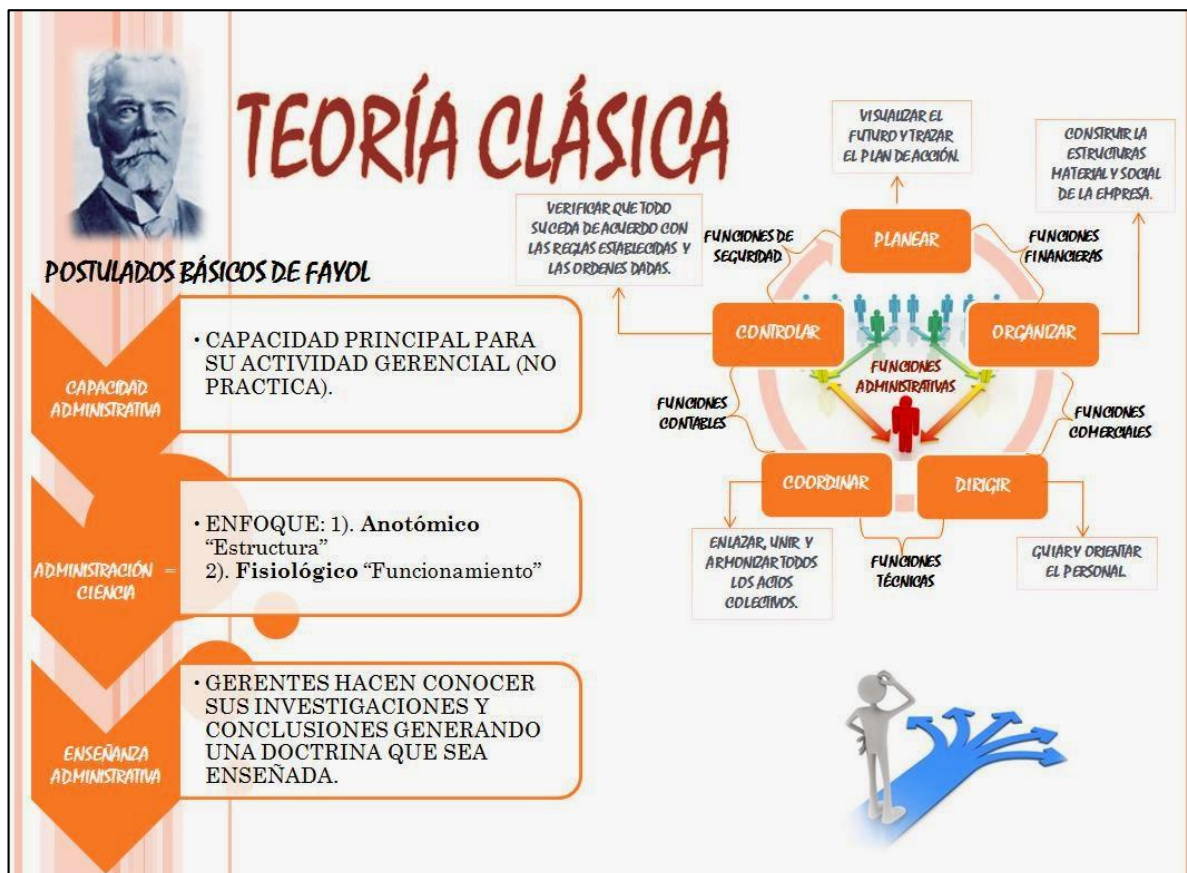 TEORÍA CLÁSICA
POSTULADOS BÁSICOS DE FAYOL
CAPACIDAD
ADMINISTRATIVA
• CAPACIDAD PRINCIPAL PARA
SU ACTIVIDAD GERENCIAL (NO
PRACTICA).
ADMINISTRACIÓN =
CIENCIA
• ENFOQUE: 1). Anotómico
“Estructura”
2). Fisiológico “Funcionamiento”
ENSEÑANZA
ADMINISTRATIVA
• GERENTES HACEN CONOCER
SUS INVESTIGACIONES Y
CONCLUSIONES GENERANDO
UNA DOCTRINA QUE SEA
ENSEÑADA.
VISUALIZAR EL
FUTURO Y TRAZAR
EL PLAN DE ACCIÓN.
CONSTRUIR LA
ESTRUCTURAS
MATERIAL Y SOCIAL
DE LA EMPRESA.
VERIFICAR QUE TODO
SUCEDA DE ACUERDO CON
LAS REGLAS ESTABLECIDAS Y
LAS ORDENES DADAS.
FUNCIONES DE
SEGURIDAD.
PLANEAR
FUNCIONES
FINANCIERAS
CONTROLAR
ORGANIZAR
FUNCIONES
ADMINISTRATIVAS
FUNCIONES
CONTABLES
FUNCIONES
COMERCIALES
COORDINAR
DIRIGIR
ENLAZAR, UNIR Y
ARMONIZAR TODOS
LOS ACTOS
COLECTIVOS.
FUNCIONES
TÉCNICAS
GUIAR Y ORIENTAR
EL PERSONAL.